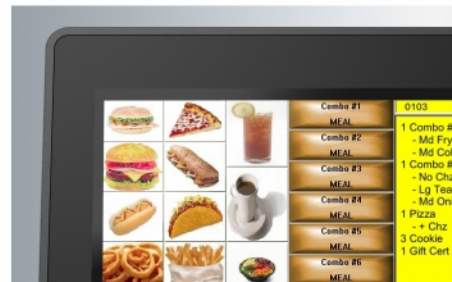 Combo #1
MEAL
Combo #2
MEAL
Combo #3
MEAL
Combo #4
MEAL
Combo #5
MEAL
Combo #6
MEAL
0103
1 Combo #
- Md Fry
- Md Col
1 Combo #
- No Chz
- Lg Tea
- Md Oni
1 Pizza
- + Chz
3 Cookie
1 Gift Cert